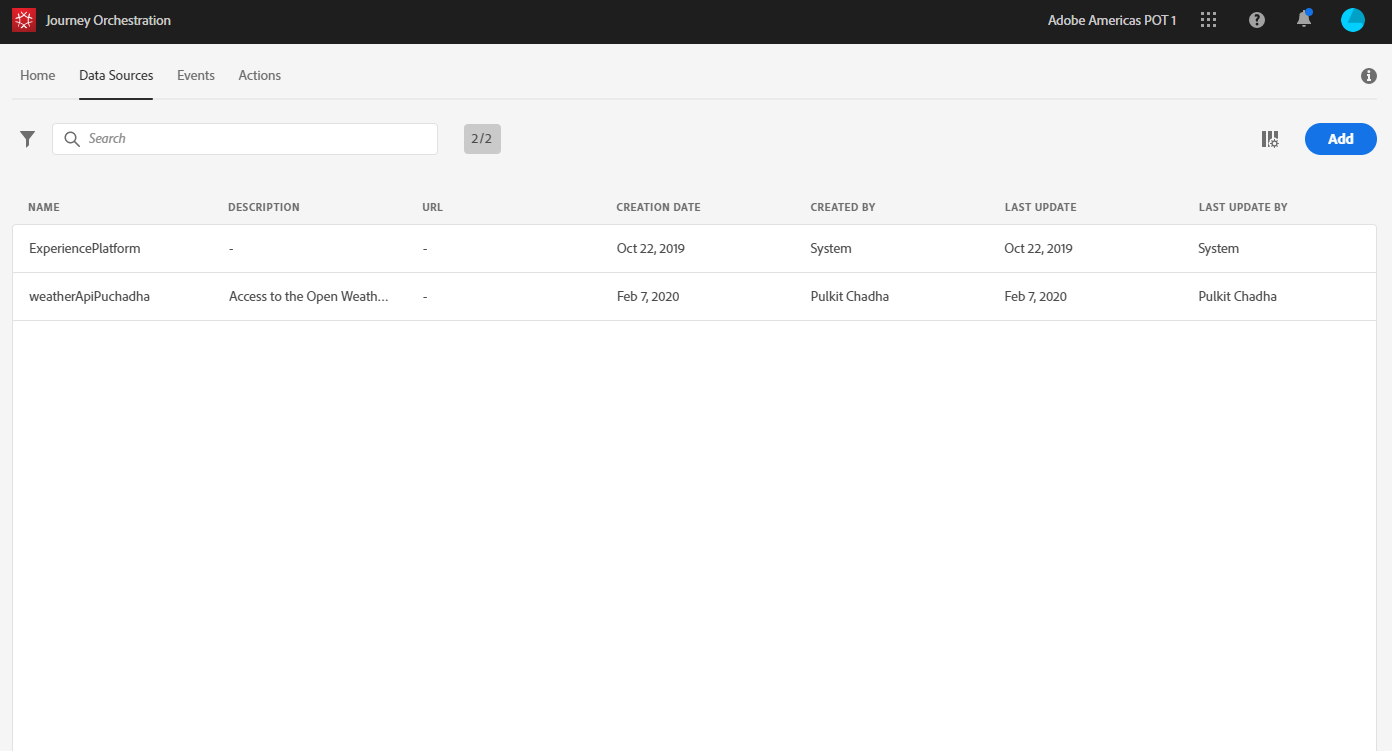 Journey Orchestration
Adobe Americas POT 1
Home Data Sources Events Actions
Search
2/2
Add
NAME DESCRIPTION URL CREATION DATE CREATED BY LAST UPDATE LAST UPDATE BY
ExperiencePlatform - - Oct 22, 2019 System Oct 22, 2019 System
weatherApiPuchadha Access to the Open Weath... - Feb 7, 2020 Pulkit Chadha Feb 7, 2020 Pulkit Chadha